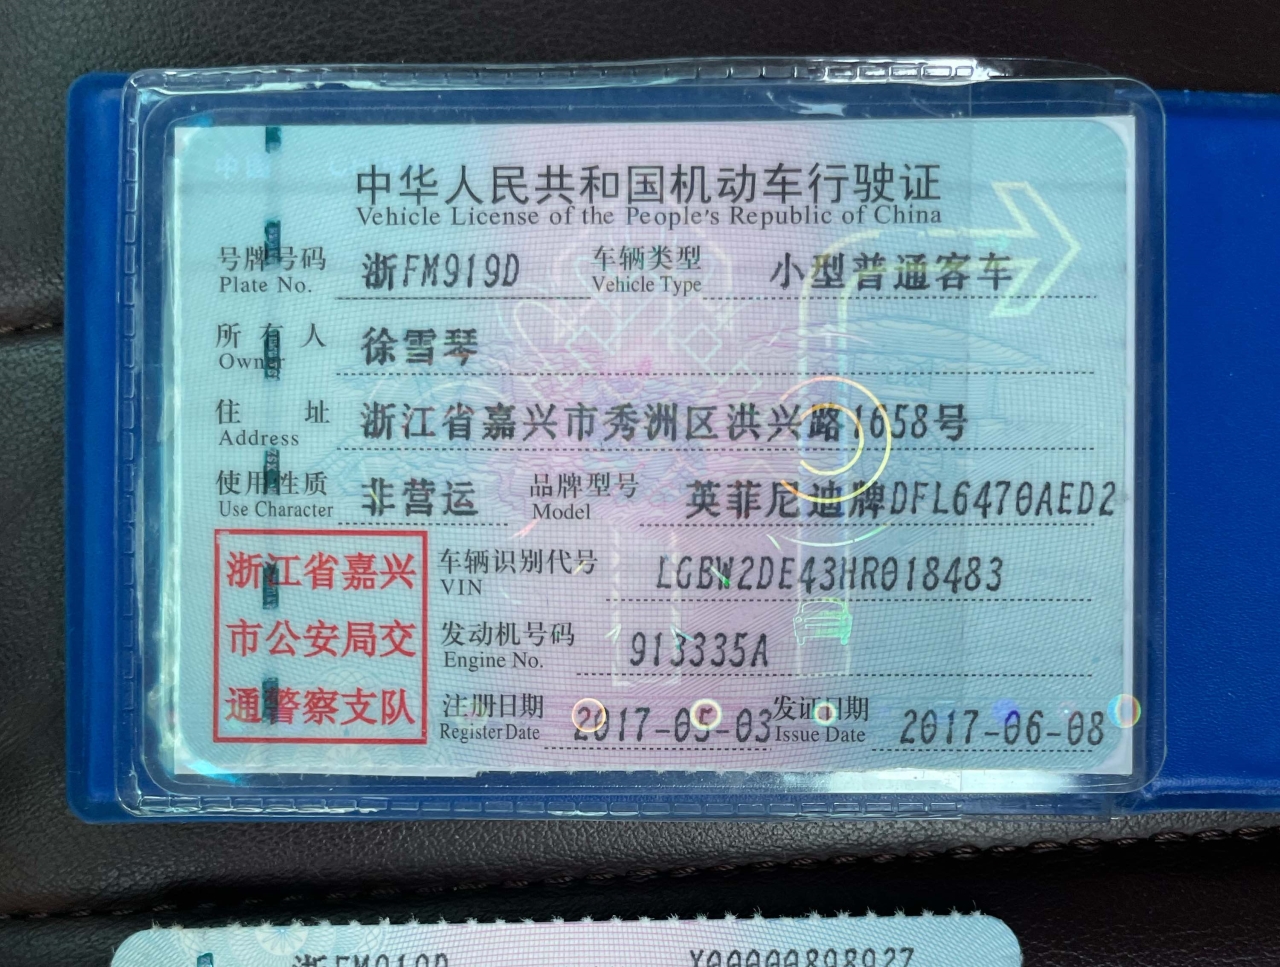 中华人民共和国机动车行驶证
Vehicle License of the People's Republic of China
号牌号码 浙FM919D 车辆类型 小型普通客车
Plate No. Vehicle Type
所有人 徐雪琴
Owner
住址 浙江省嘉兴市秀洲区洪兴路1658号
Address
使用性质 非营运 品牌型号 英菲尼迪牌DFL6470AED2
Use Character Model
浙江省嘉兴
市公安局交
通警察支队
车辆识别代号 LGBW2DE43HR018483
VIN
发动机号码 913335A
Engine No.
注册日期 2017-05-03 发证日期 2017-06-08
Register Date Issue Date
浙FM919D